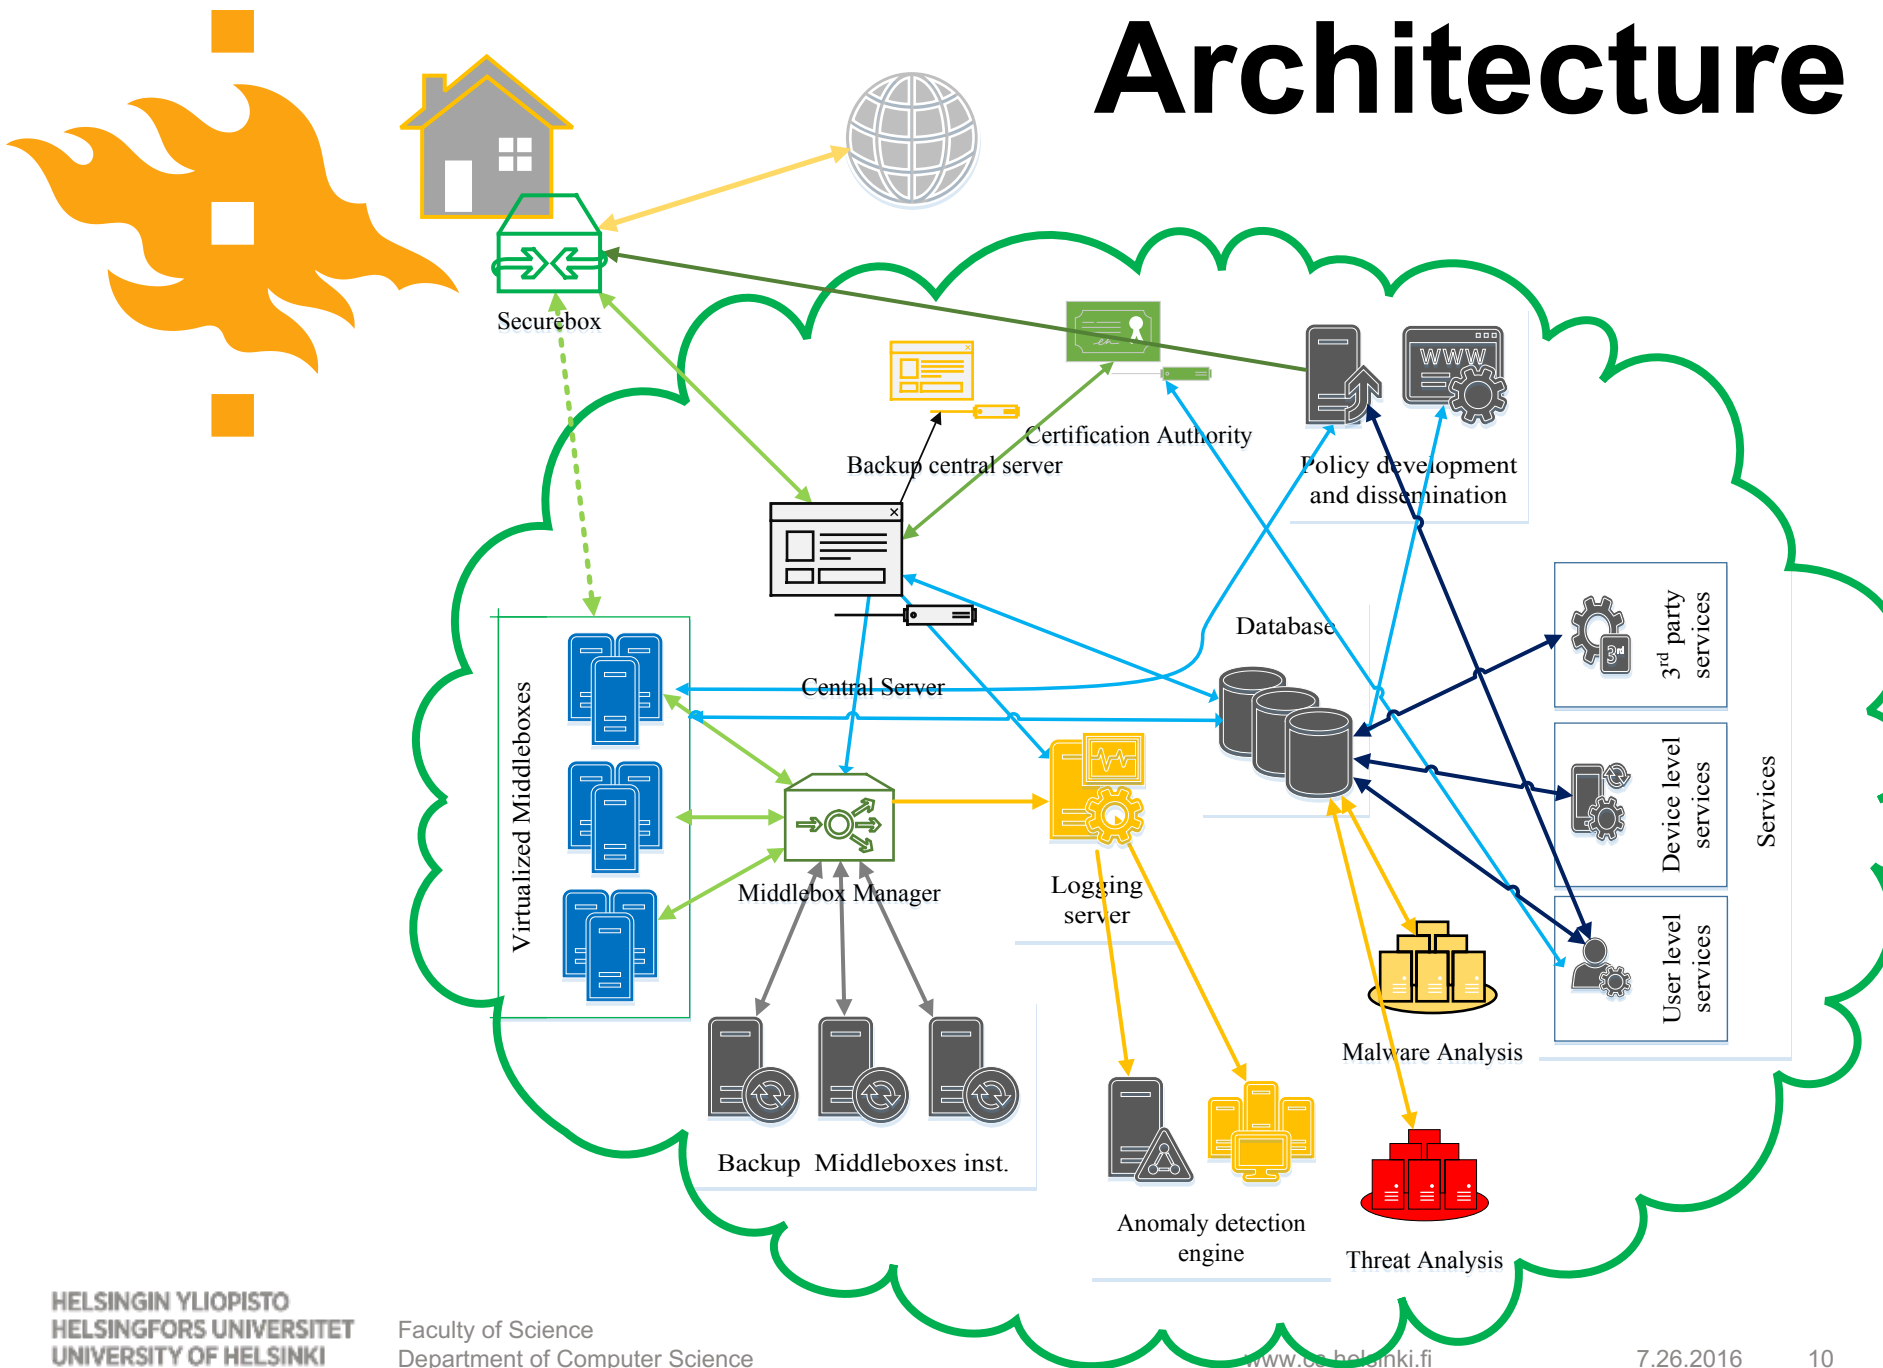 Architecture
Securebox
Certification Authority
Backup central server
WWW
Policy development
and dissemination
Database
Central Server
3rd party
services
3rd
Device level
services
User level
services
Services
Virtualized Middleboxes
Middlebox Manager
Logging
server
Malware Analysis
Backup Middleboxes inst.
Anomaly detection
engine
Threat Analysis
HELSINGIN YLIOPISTO
HELSINGFORS UNIVERSITET
UNIVERSITY OF HELSINKI
Faculty of Science
Department of Computer Science
www.cs.helsinki.fi
7.26.2016
10